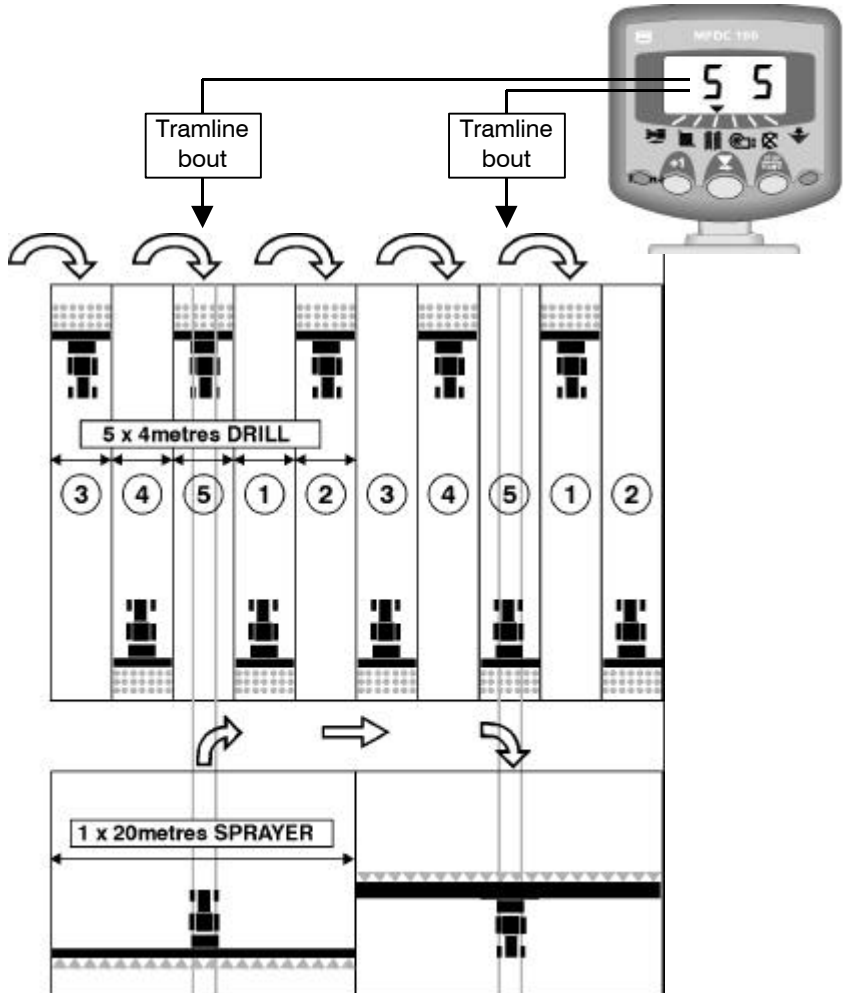 MFDC 100
5 5
Tramline
bout
Tramline
bout
+1
5 x 4metres DRILL
3 4 5 1 2 3 4 5 1 2
1 x 20metres SPRAYER